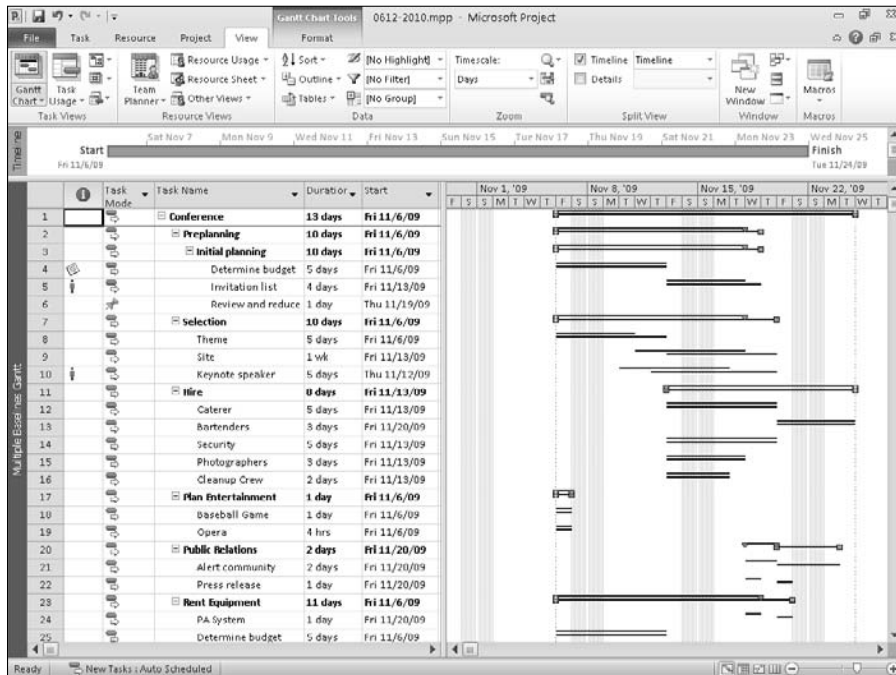 Gantt Chart Tools 0612-2010.mpp - Microsoft Project
File Task Resource Project View Format
Gantt Chart Task Usage Team Planner Resource Usage Resource Sheet Other Views Sort Outline Tables [No Highlight] [No Filter] [No Group] Timescale: Days Timeline Timeline Details New Window Macros
Task Views Resource Views Data Zoom Split View Window Macros
Timeline
Sat Nov 7 Mon Nov 9 Wed Nov 11 Fri Nov 13 Sun Nov 15 Tue Nov 17 Thu Nov 19 Sat Nov 21 Mon Nov 23 Wed Nov 25
Start Finish
Fri 11/6/09 Tue 11/24/09
Task Mode Task Name Duration Start
Nov 1, '09 Nov 8, '09 Nov 15, '09 Nov 22, '09
F S S M T W T F S S M T W T F S S M T W T F S S M T W T
1 Conference 13 days Fri 11/6/09
2 Preplanning 10 days Fri 11/6/09
3 Initial planning 10 days Fri 11/6/09
4 Determine budget 5 days Fri 11/6/09
5 Invitation list 4 days Fri 11/13/09
6 Review and reduce 1 day Thu 11/19/09
7 Selection 10 days Fri 11/6/09
8 Theme 5 days Fri 11/6/09
9 Site 1 wk Fri 11/13/09
10 Keynote speaker 5 days Thu 11/12/09
11 Hire 8 days Fri 11/13/09
12 Caterer 5 days Fri 11/13/09
13 Bartenders 3 days Fri 11/20/09
14 Security 5 days Fri 11/13/09
15 Photographers 3 days Fri 11/13/09
16 Cleanup Crew 2 days Fri 11/13/09
17 Plan Entertainment 1 day Fri 11/6/09
18 Baseball Game 1 day Fri 11/6/09
19 Opera 4 hrs Fri 11/6/09
20 Public Relations 2 days Fri 11/20/09
21 Alert community 2 days Fri 11/20/09
22 Press release 1 day Fri 11/20/09
23 Rent Equipment 11 days Fri 11/6/09
24 PA System 1 day Fri 11/20/09
25 Determine budget 5 days Fri 11/6/09
Multiple Baselines Gantt
Ready New Tasks : Auto Scheduled